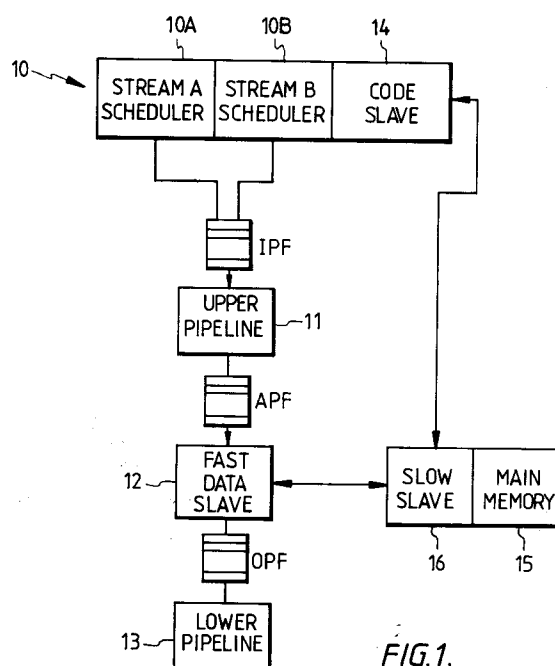 10A 10B 14
10
STREAM A SCHEDULER
STREAM B SCHEDULER
CODE SLAVE
IPF
UPPER PIPELINE
11
APF
12
FAST DATA SLAVE
SLOW SLAVE
MAIN MEMORY
16
15
OPF
13
LOWER PIPELINE
FIG.1.